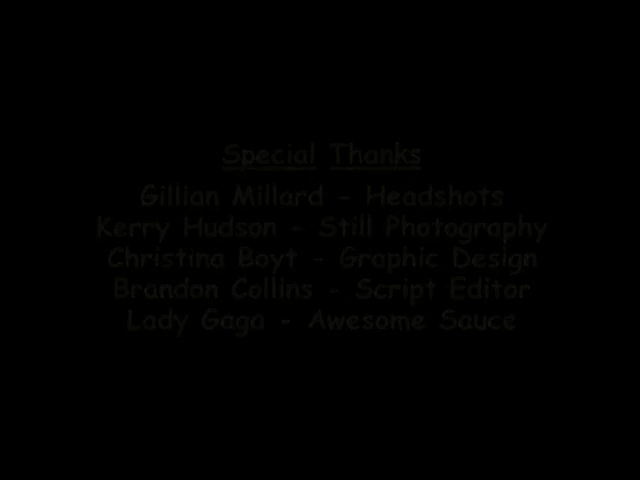 Special Thanks
Gillian Millard - Headshots
Kerry Hudson - Still Photography
Christina Boyt - Graphic Design
Brandon Collins - Script Editor
Lady Gaga - Awesome Sauce